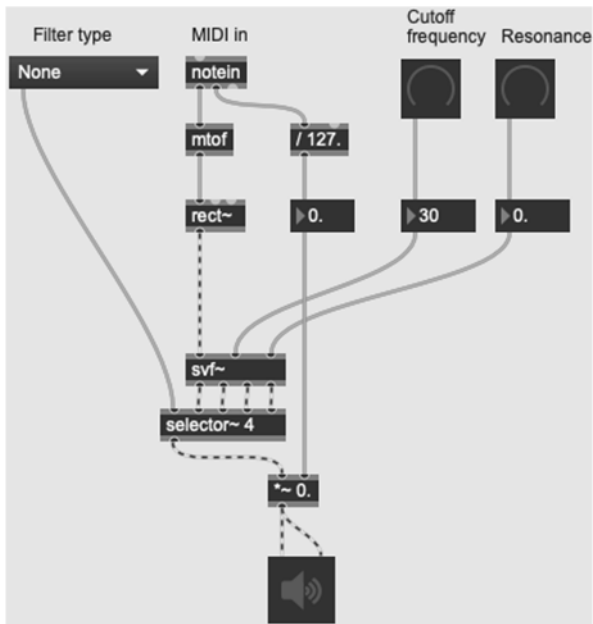 Filter type
MIDI in
Cutoff
frequency
Resonance
None
notein
mtof
/ 127.
rect~
0.
30
0.
svf~
selector~ 4
*~ 0.